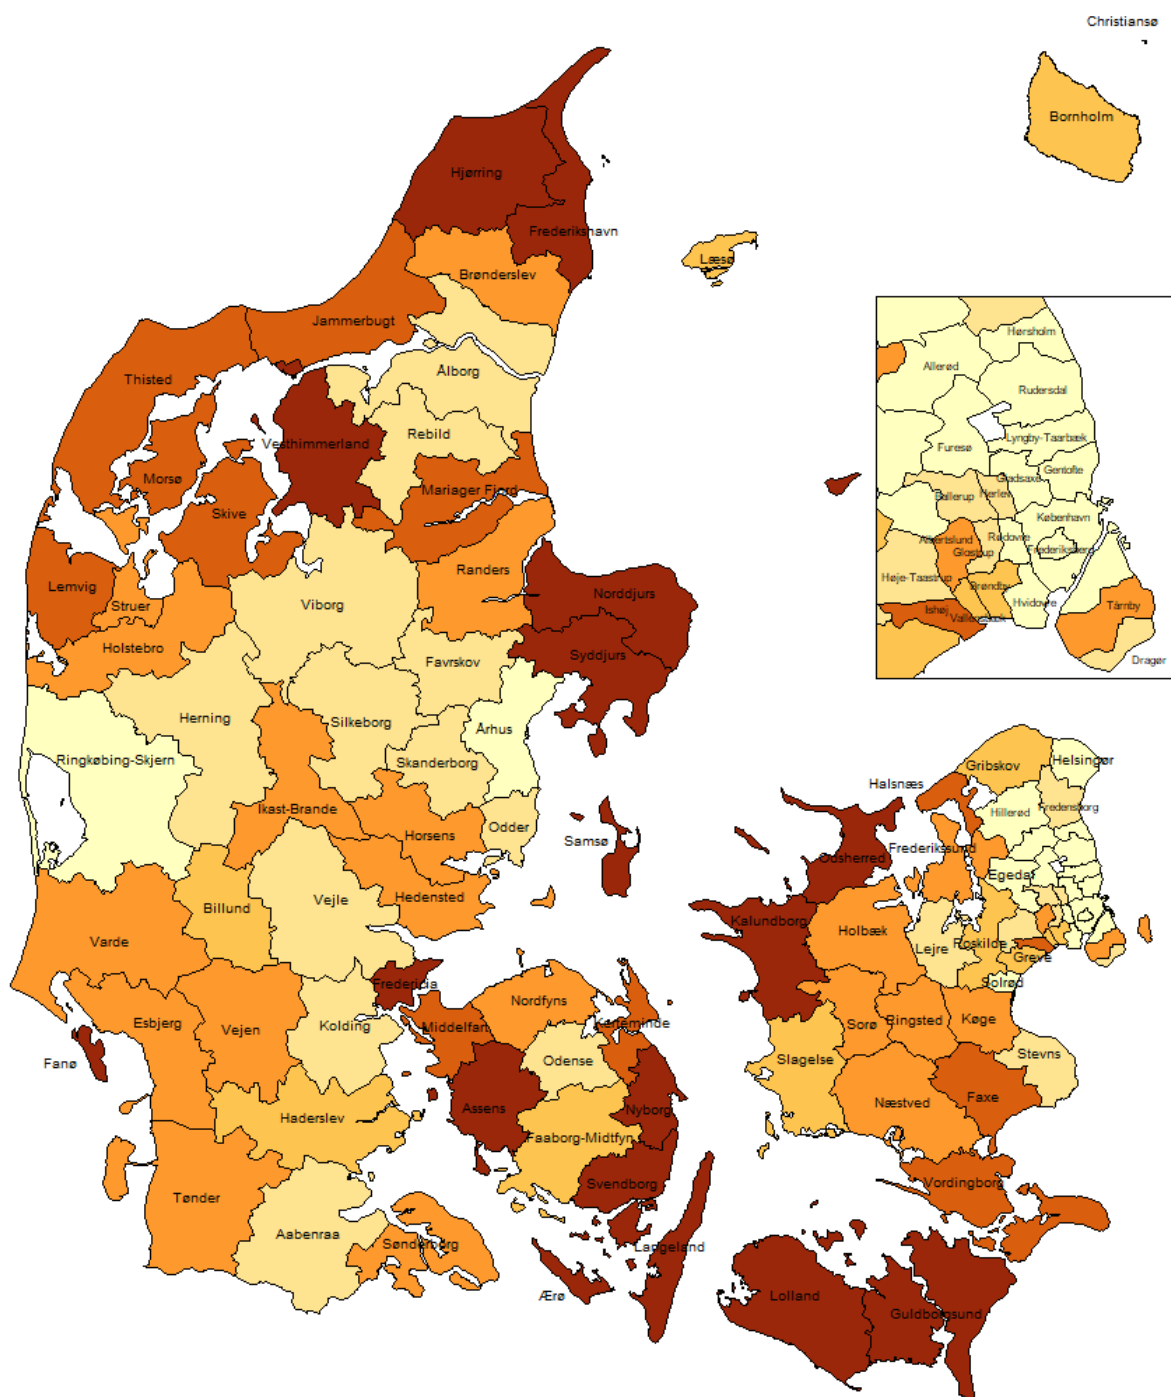 Christiansø
Bornholm
Hjørring
Frederikshavn
Læsø
Brønderslev
Jammerbugt
Thisted
Ålborg
Vesthimmerland
Rebild
Morsø
Mariager Fjord
Skive
Lemvig
Struer
Randers
Viborg
Norddjurs
Holstebro
Syddjurs
Favrskov
Herning
Silkeborg
Århus
Ringkøbing-Skjern
Skanderborg
Ikast-Brande
Horsens
Odder
Samsø
Hedensted
Billund
Vejle
Varde
Fredericia
Esbjerg
Vejen
Kolding
Middelfart
Nordfyns
Kerteminde
Fanø
Odense
Haderslev
Assens
Nyborg
Faaborg-Midtfyn
Svendborg
Tønder
Aabenraa
Sønderborg
Langeland
Ærø
Hørsholm
Allerød
Rudersdal
Lyngby-Taarbæk
Furesø
Gentofte
Gladsaxe
Ballerup
Herlev
København
Rødovre
Albertslund
Frederiksberg
Glostrup
Høje-Taastrup
Brøndby
Hvidovre
Ishøj
Vallensbæk
Tårnby
Dragør
Helsingør
Gribskov
Halsnæs
Fredensborg
Hillerød
Frederikssund
Odsherred
Egedal
Kalundborg
Holbæk
Lejre
Roskilde
Greve
Solrød
Sorø
Ringsted
Køge
Slagelse
Stevns
Næstved
Faxe
Vordingborg
Lolland
Guldborgsund